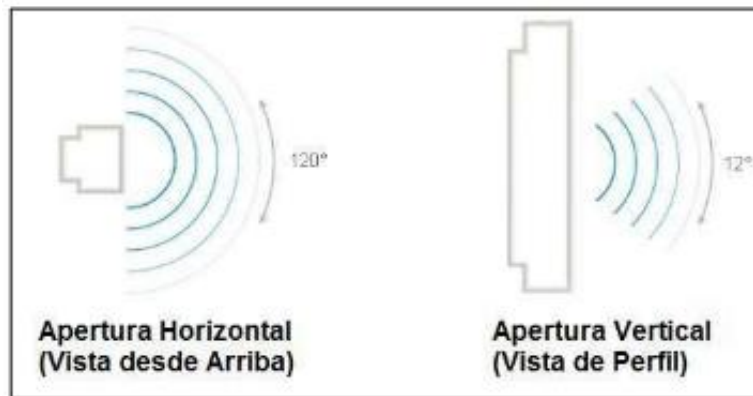 120°
12°
Apertura Horizontal
(Vista desde Arriba)
Apertura Vertical
(Vista de Perfil)